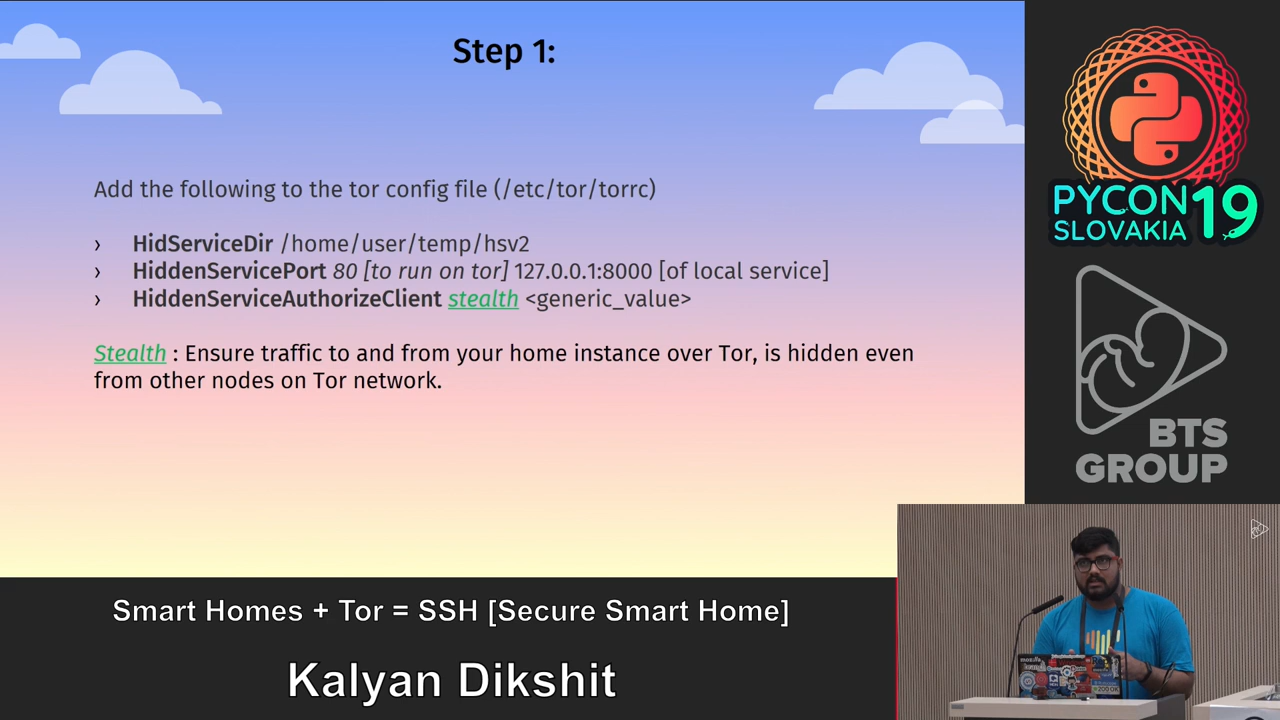 Step 1:
Add the following to the tor config file (/etc/tor/torrc)
› HidServiceDir /home/user/temp/hsv2
› HiddenServicePort 80 [to run on tor] 127.0.0.1:8000 [of local service]
› HiddenServiceAuthorizeClient stealth <generic_value>
Stealth : Ensure traffic to and from your home instance over Tor, is hidden even
from other nodes on Tor network.
PYCON 19
SLOVAKIA
BTS
GROUP
Smart Homes + Tor = SSH [Secure Smart Home]
Kalyan Dikshit